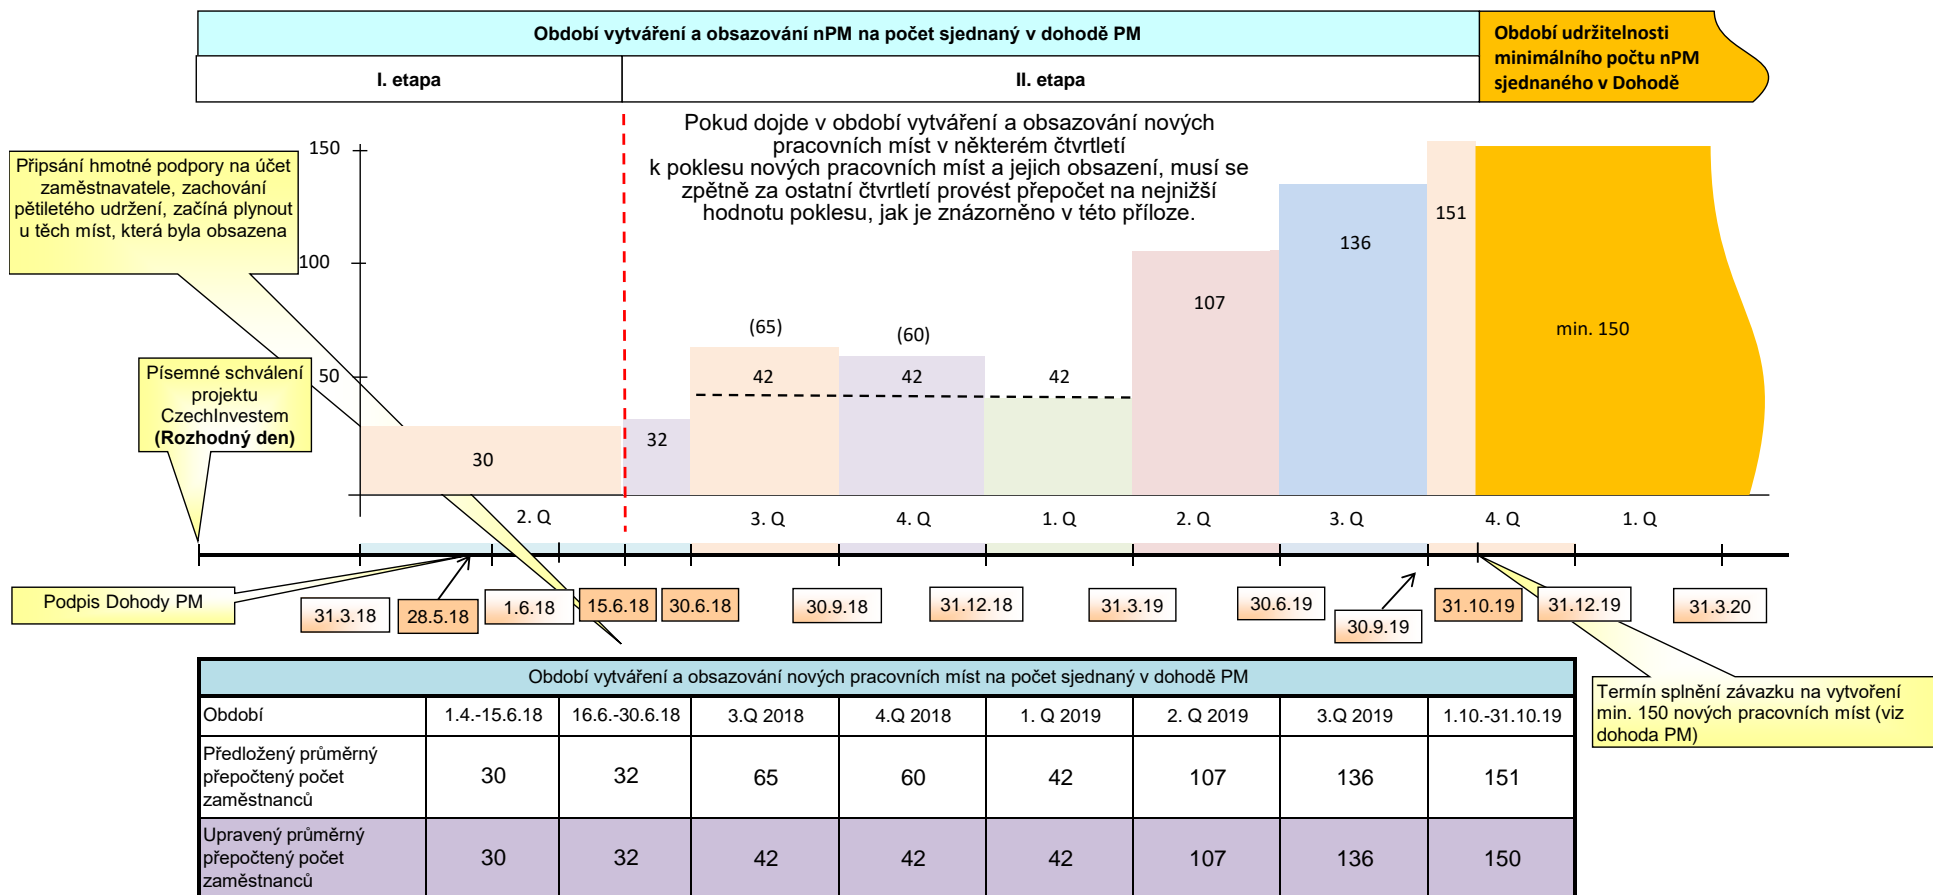 Období vytváření a obsazování nPM na počet sjednaný v dohodě PM
Období udržitelnosti
minimálního počtu nPM
sjednaného v Dohodě
I. etapa
II. etapa
Pokud dojde v období vytváření a obsazování nových
pracovních míst v některém čtvrtletí
k poklesu nových pracovních míst a jejich obsazení, musí se
zpětně za ostatní čtvrtletí provést přepočet na nejnižší
hodnotu poklesu, jak je znázorněno v této příloze.
Připsání hmotné podpory na účet
zaměstnavatele, zachování
pětiletého udržení, začíná plynout
u těch míst, která byla obsazena
150
100
50
Písemné schválení
projektu
CzechInvestem
(Rozhodný den)
30
32
(65)
42
(60)
42
42
107
136
151
min. 150
2. Q
3. Q
4. Q
1. Q
2. Q
3. Q
4. Q
1. Q
Podpis Dohody PM
31.3.18
28.5.18
1.6.18
15.6.18
30.6.18
30.9.18
31.12.18
31.3.19
30.6.19
30.9.19
31.10.19
31.12.19
31.3.20
Termín splnění závazku na vytvoření
min. 150 nových pracovních míst (viz
dohoda PM)
Období vytváření a obsazování nových pracovních míst na počet sjednaný v dohodě PM
Období 1.4.-15.6.18 16.6.-30.6.18 3.Q 2018 4.Q 2018 1. Q 2019 2. Q 2019 3.Q 2019 1.10.-31.10.19
Předložený průměrný
přepočtený počet
zaměstnanců
30 32 65 60 42 107 136 151
Upravený průměrný
přepočtený počet
zaměstnanců
30 32 42 42 42 107 136 150